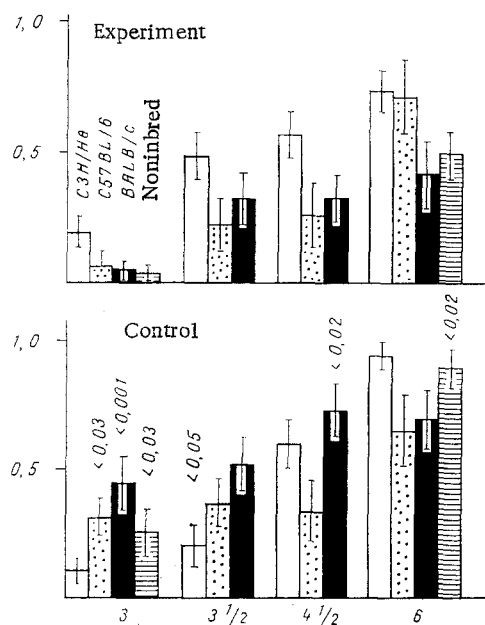 1,0
Experiment
C3H/He
C57BL/6
BALB/c
Noninbred
0,5
1,0
Control
<0,03
<0,001
<0,03
<0,05
<0,02
<0,02
0,5
3
3 1/2
4 1/2
6